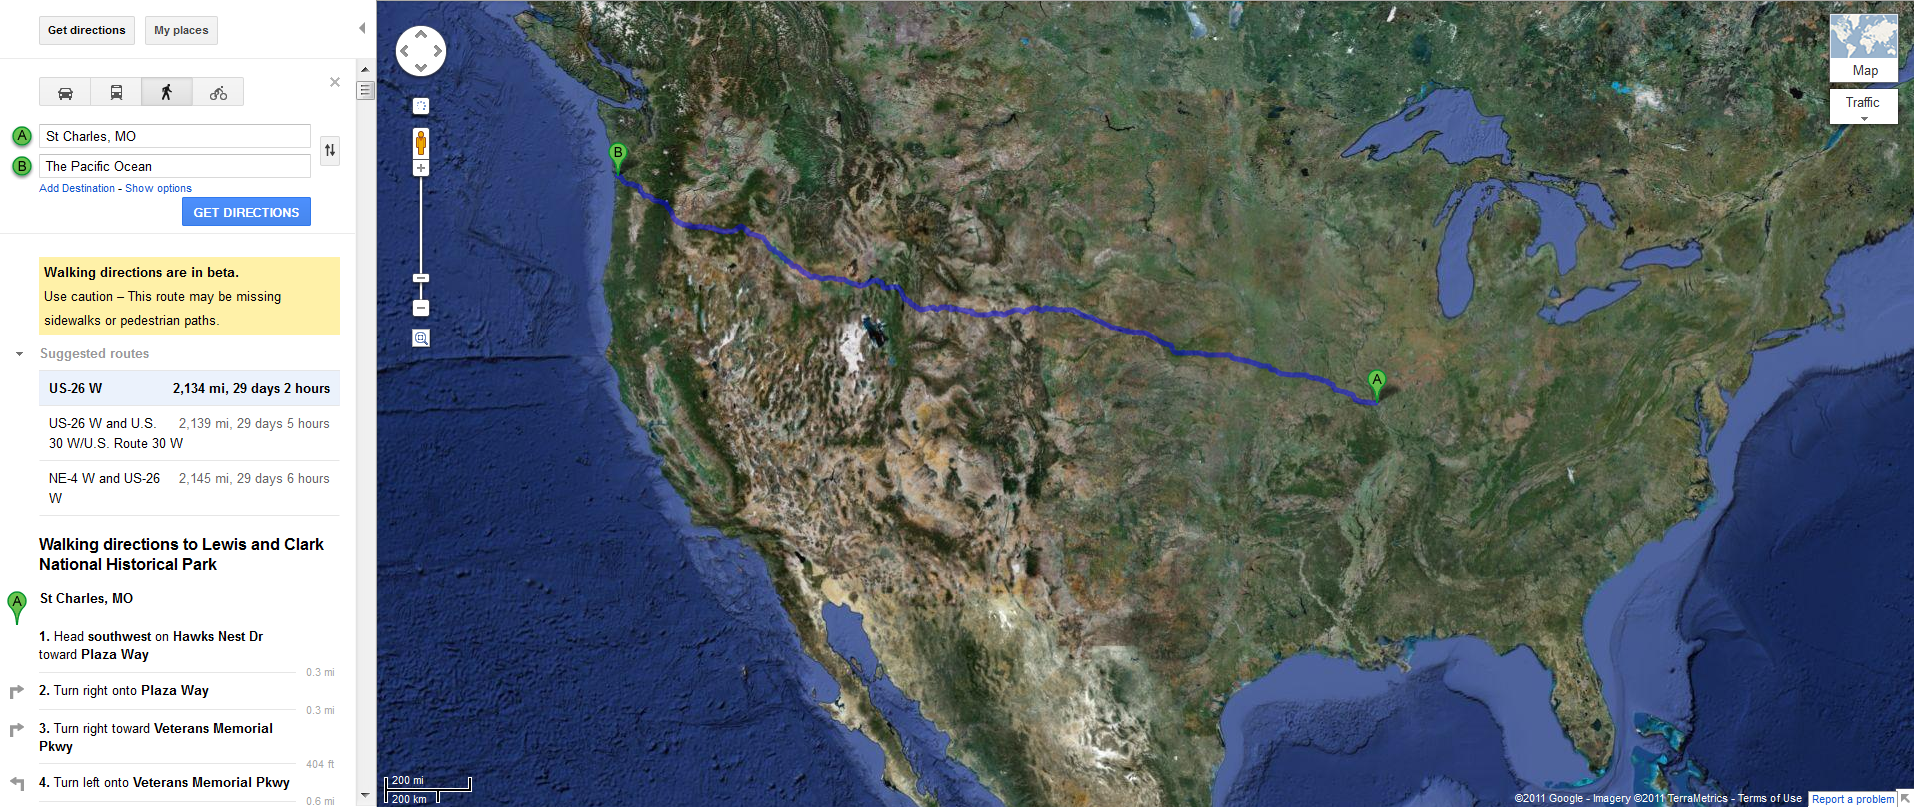 Get directions
My places
A
St Charles, MO
B
The Pacific Ocean
Add Destination - Show options
GET DIRECTIONS
Walking directions are in beta.
Use caution – This route may be missing
sidewalks or pedestrian paths.
Suggested routes
US-26 W 2,134 mi, 29 days 2 hours
US-26 W and U.S. 2,139 mi, 29 days 5 hours
30 W/U.S. Route 30 W
NE-4 W and US-26 2,145 mi, 29 days 6 hours
W
Walking directions to Lewis and Clark
National Historical Park
A
St Charles, MO
1. Head southwest on Hawks Nest Dr
toward Plaza Way
0.3 mi
2. Turn right onto Plaza Way
0.3 mi
3. Turn right toward Veterans Memorial
Pkwy
404 ft
4. Turn left onto Veterans Memorial Pkwy
0.6 mi
B
A
Map
Traffic
200 mi
200 km
©2011 Google - Imagery ©2011 TerraMetrics - Terms of Use
Report a problem